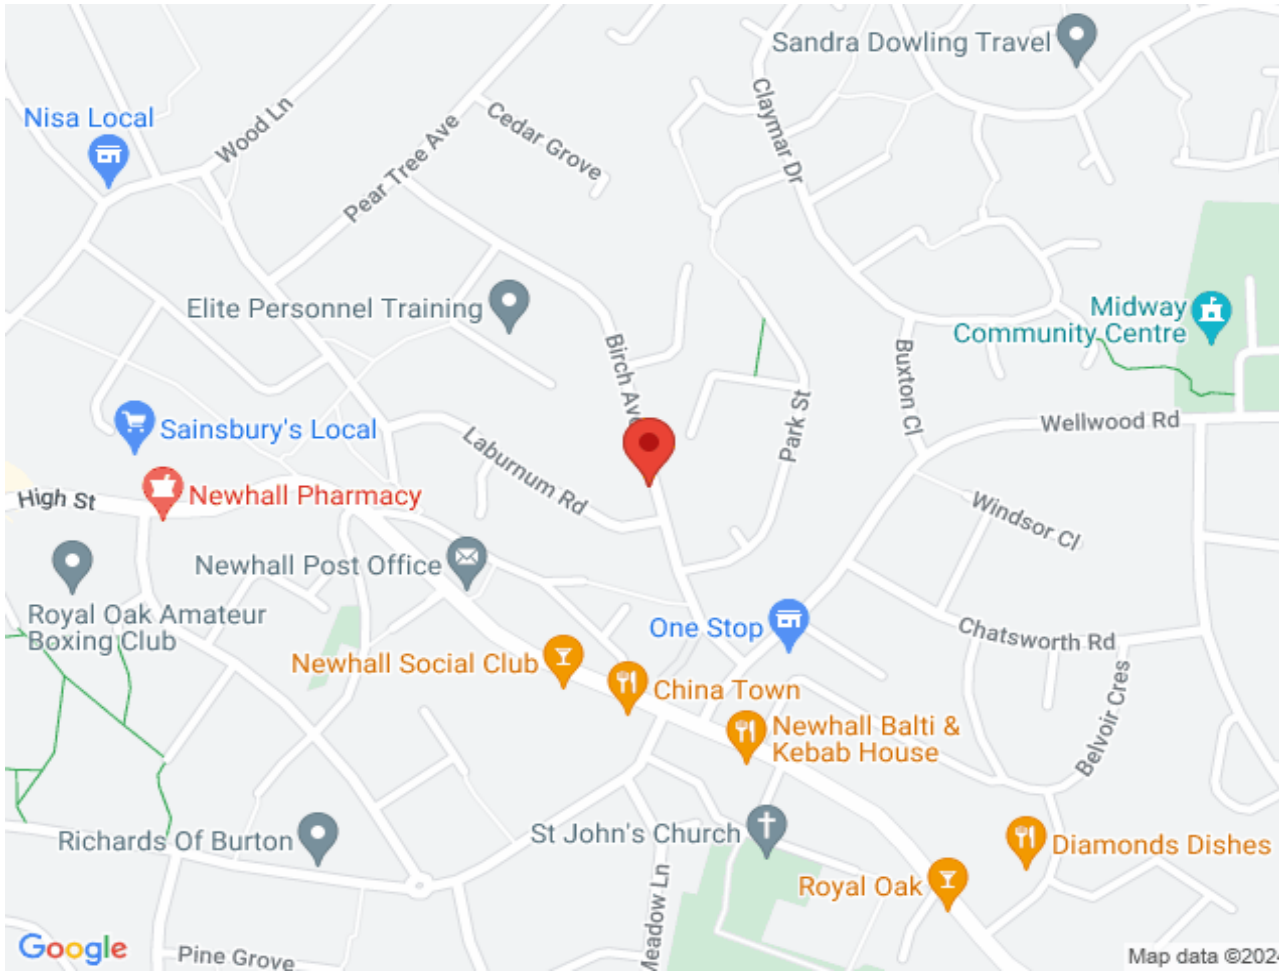 Sandra Dowling Travel
Nisa Local
Wood Ln
Cedar Grove
Claymar Dr
Pear Tree Ave
Elite Personnel Training
Midway
Community Centre
Birch Ave
Buxton Cl
Park St
Wellwood Rd
Sainsbury's Local
Laburnum Rd
High St
Newhall Pharmacy
Windsor Cl
Newhall Post Office
Royal Oak Amateur
Boxing Club
One Stop
Chatsworth Rd
Newhall Social Club
China Town
Belvoir Cres
Newhall Balti &
Kebab House
Richards Of Burton
St John's Church
Diamonds Dishes
Royal Oak
Meadow Ln
Google
Pine Grove
Map data ©2024